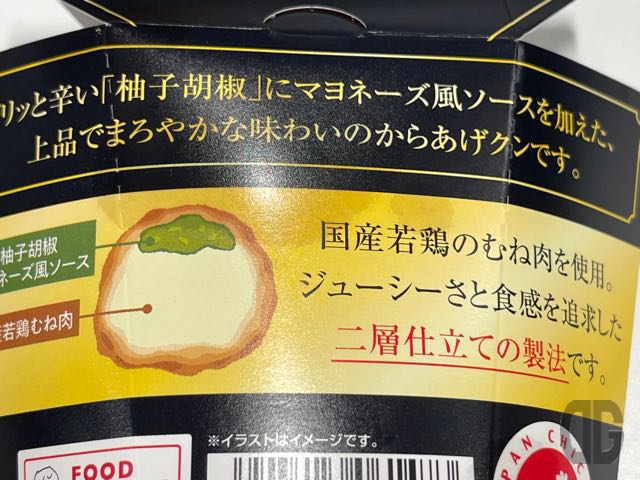 リッと辛い「柚子胡椒」にマヨネーズ風ソースを加えた、
上品でまろやかな味わいのからあげクンです。
柚子胡椒
ネーズ風ソース
若鶏むね肉
国産若鶏のむね肉を使用。
ジューシーさと食感を追求した
二層仕立ての製法です。
※イラストはイメージです。
FOOD
PAN CHIC